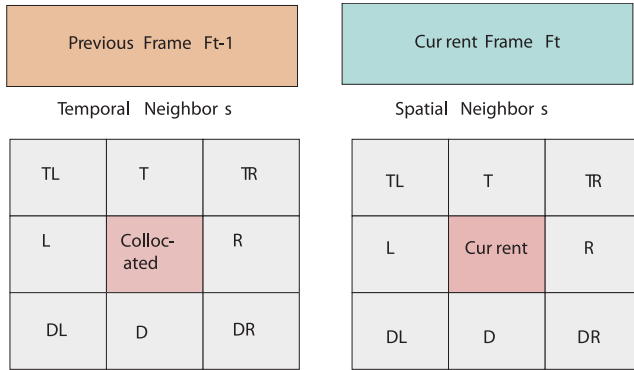 Previous Frame Ft-1
Cur rent Frame Ft
Temporal Neighbor s
Spatial Neighbor s
TL T TR
L Colloc-
ated R
DL D DR
TL T TR
L Cur rent R
DL D DR